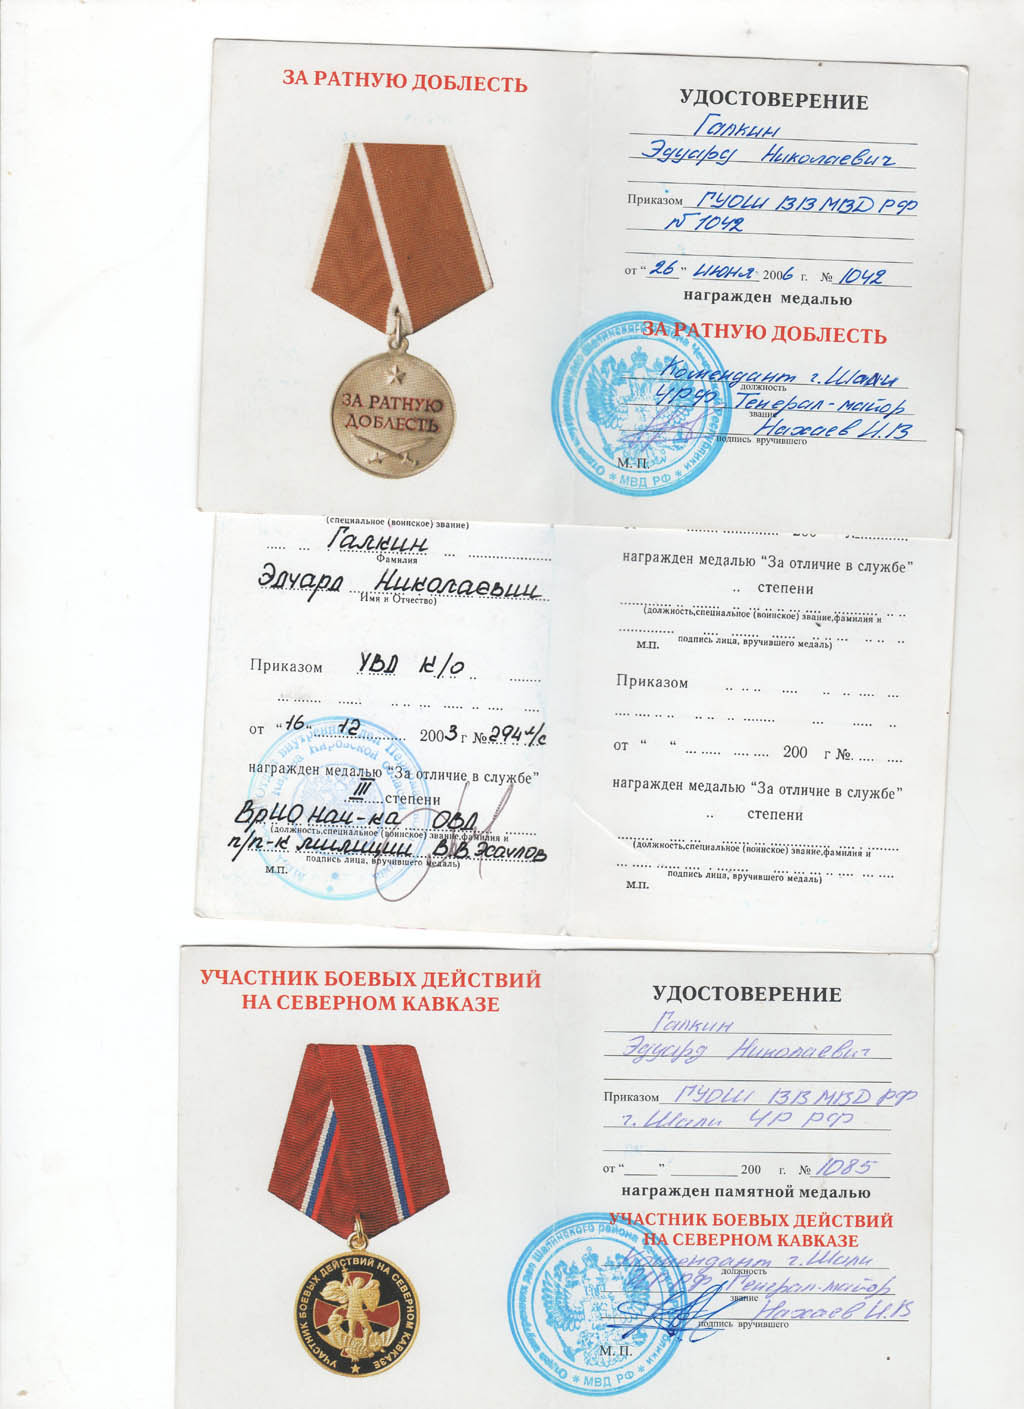 ЗА РАТНУЮ ДОБЛЕСТЬ
ЗА РАТНУЮ
ДОБЛЕСТЬ
УДОСТОВЕРЕНИЕ
Галкин
Эдуард Николаевич
Приказом ГУОШ ВВ МВД РФ
№1042
от "26" июня 2006 г. № 1042
награжден медалью
ЗА РАТНУЮ ДОБЛЕСТЬ
Комендант г. Шали
должность
ЧРФ Генерал-майор
звание
Нахаев И.В
подпись вручившего
М. П.
МВД РФ
(специальное (воинское) звание)
Галкин
Фамилия
Эдуард Николаевич
Имя и Отчество)
Приказом УВД К/О
от "16" 12 2003 г № 294 л/с
награжден медалью "За отличие в службе"
III степени
ВрИО нач-ка ОВД
(должность,специальное (воинское) звание,фамилия и
п/п-к милиции В.В.
подпись лица, вручившего медаль)
М.П.
200
награжден медалью "За отличие в службе"
степени
(должность,специальное (воинское) звание,фамилия и
подпись лица, вручившего медаль)
М.П.
Приказом
от " " 200 г №.
награжден медалью "За отличие в службе"
степени
(должность,специальное (воинское) звание,фамилия и
подпись лица, вручившего медаль)
М.П.
УЧАСТНИК БОЕВЫХ ДЕЙСТВИЙ
НА СЕВЕРНОМ КАВКАЗЕ
УЧАСТНИК БОЕВЫХ ДЕЙСТВИЙ НА СЕВЕРНОМ КАВКАЗЕ
УДОСТОВЕРЕНИЕ
Галкин
Эдуард Николаевич
Приказом ГУОШ ВВ МВД РФ
г. Шали ЧР РФ
от "___" ______ 200 г. № 1085
награжден памятной медалью
УЧАСТНИК БОЕВЫХ ДЕЙСТВИЙ
НА СЕВЕРНОМ КАВКАЗЕ
Комендант г. Шали
должность
ЧР РФ Генерал-майор
звание
Нахаев И.В
подпись вручившего
М. П.
МВД РФ